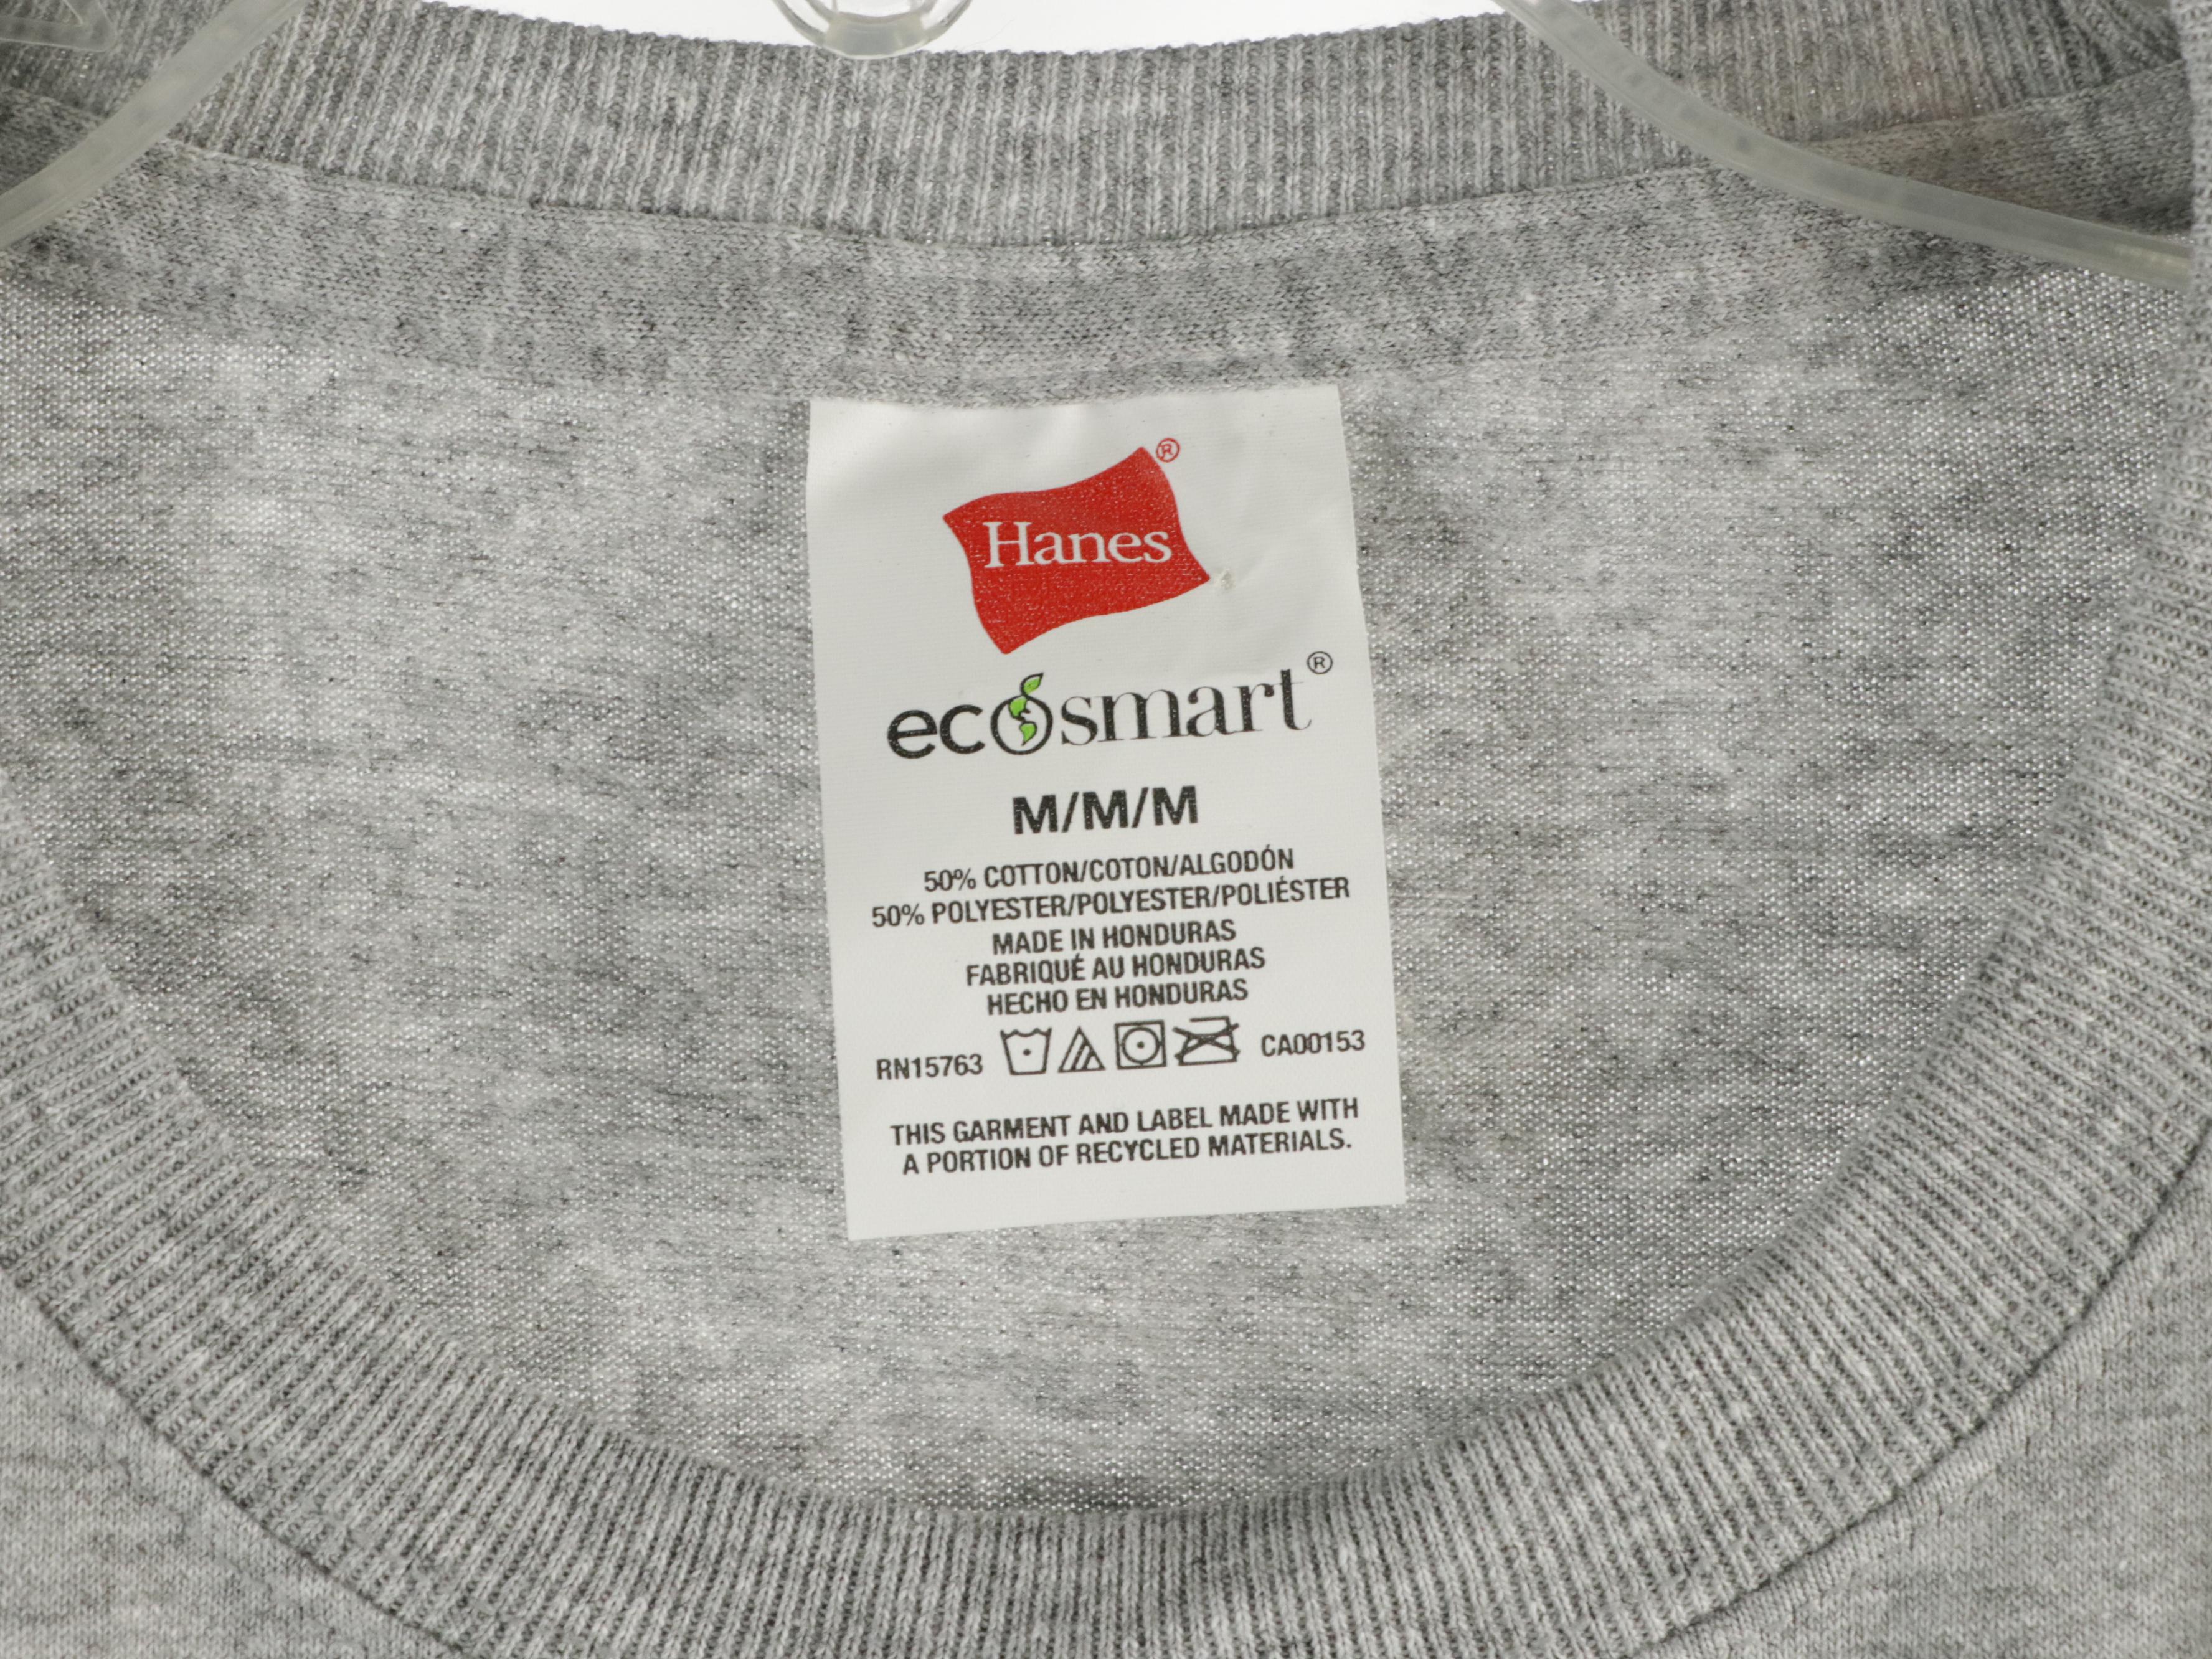 Hanes®
ecosmart®
M/M/M
50% COTTON/COTON/ALGODÓN
50% POLYESTER/POLYESTER/POLIÉSTER
MADE IN HONDURAS
FABRIQUÉ AU HONDURAS
HECHO EN HONDURAS
RN15763 CA00153
THIS GARMENT AND LABEL MADE WITH
A PORTION OF RECYCLED MATERIALS.